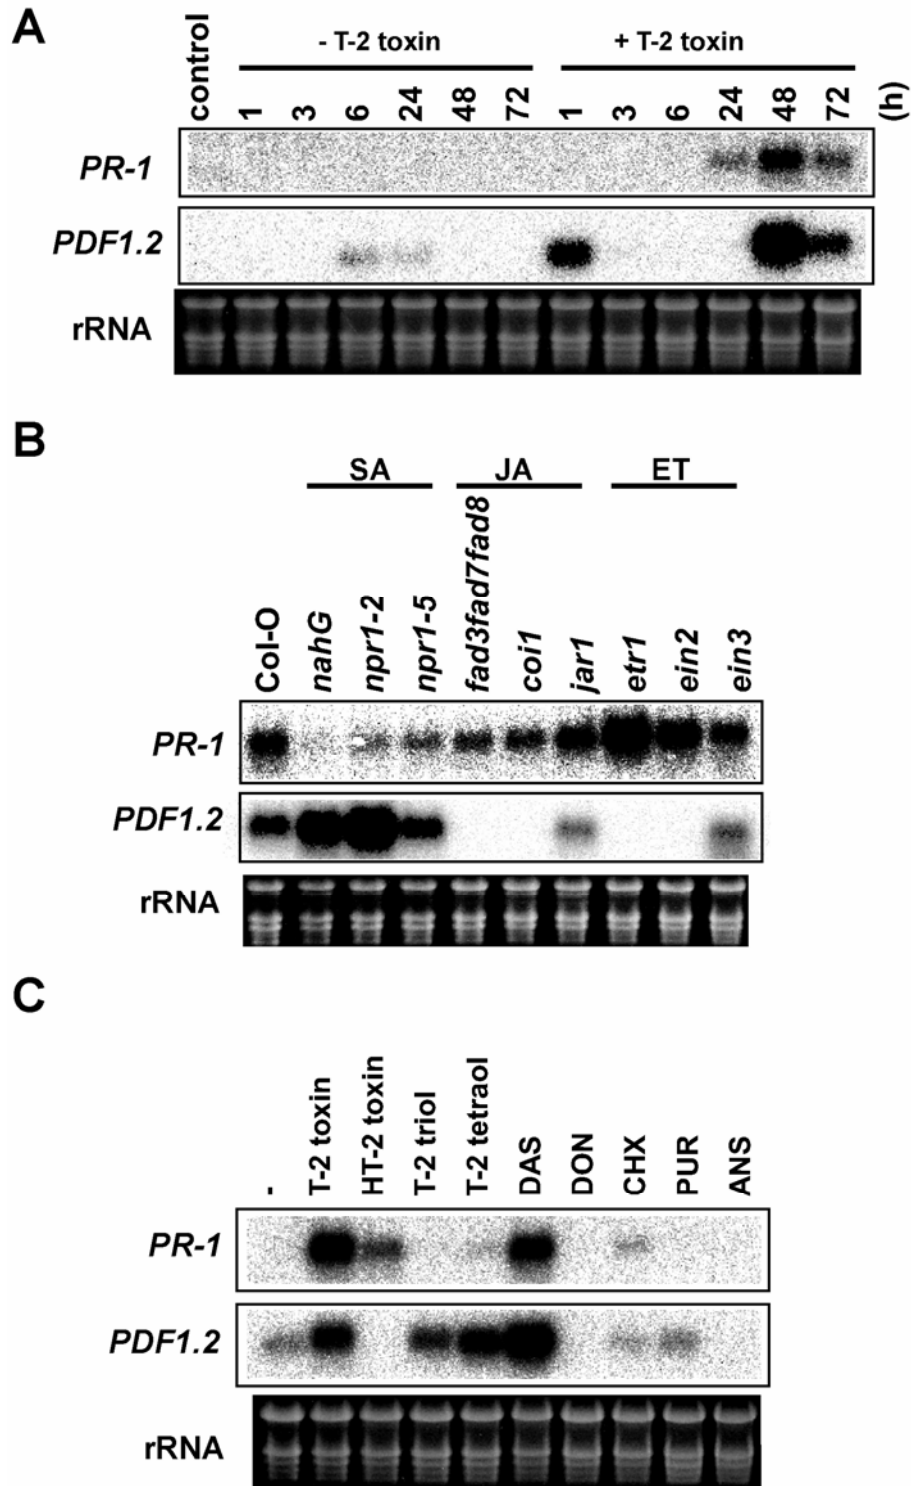 A
control
- T-2 toxin
+ T-2 toxin
1 3 6 24 48 72 1 3 6 24 48 72 (h)
PR-1
PDF1.2
rRNA
B
SA JA ET
Col-O nahG npr1-2 npr1-5 fad3fad7fad8 coi1 jar1 etr1 ein2 ein3
PR-1
PDF1.2
rRNA
C
- T-2 toxin HT-2 toxin T-2 triol T-2 tetraol DAS DON CHX PUR ANS
PR-1
PDF1.2
rRNA